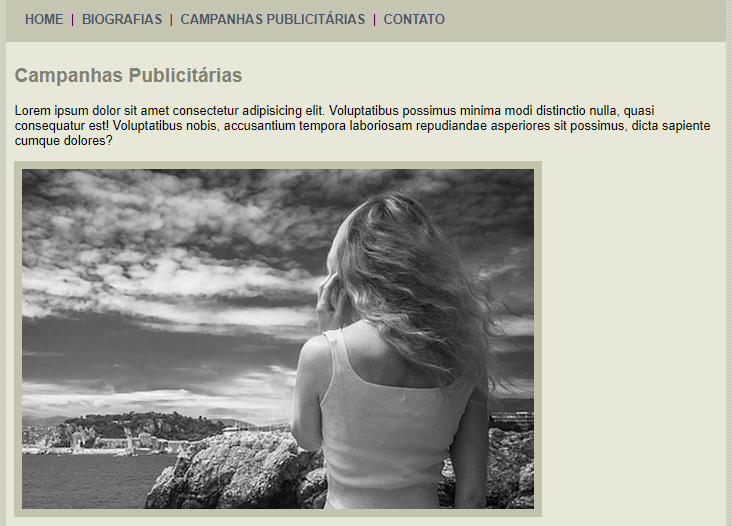 HOME | BIOGRAFIAS | CAMPANHAS PUBLICITÁRIAS | CONTATO
Campanhas Publicitárias
Lorem ipsum dolor sit amet consectetur adipisicing elit. Voluptatibus possimus minima modi distinctio nulla, quasi
consequatur est! Voluptatibus nobis, accusantium tempora laboriosam repudiandae asperiores sit possimus, dicta sapiente
cumque dolores?